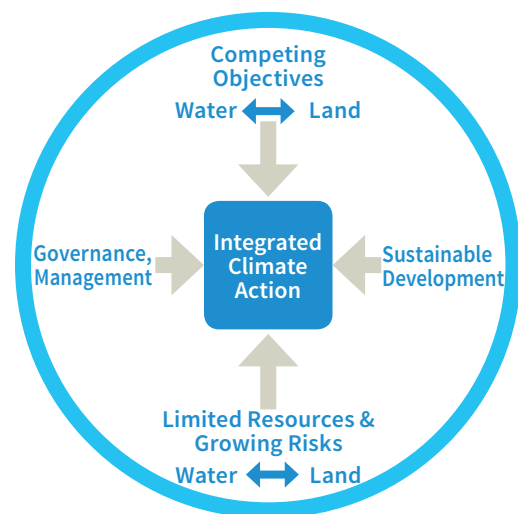 Competing
Objectives
Water Land
Governance,
Management
Integrated
Climate
Action
Sustainable
Development
Limited Resources &
Growing Risks
Water Land